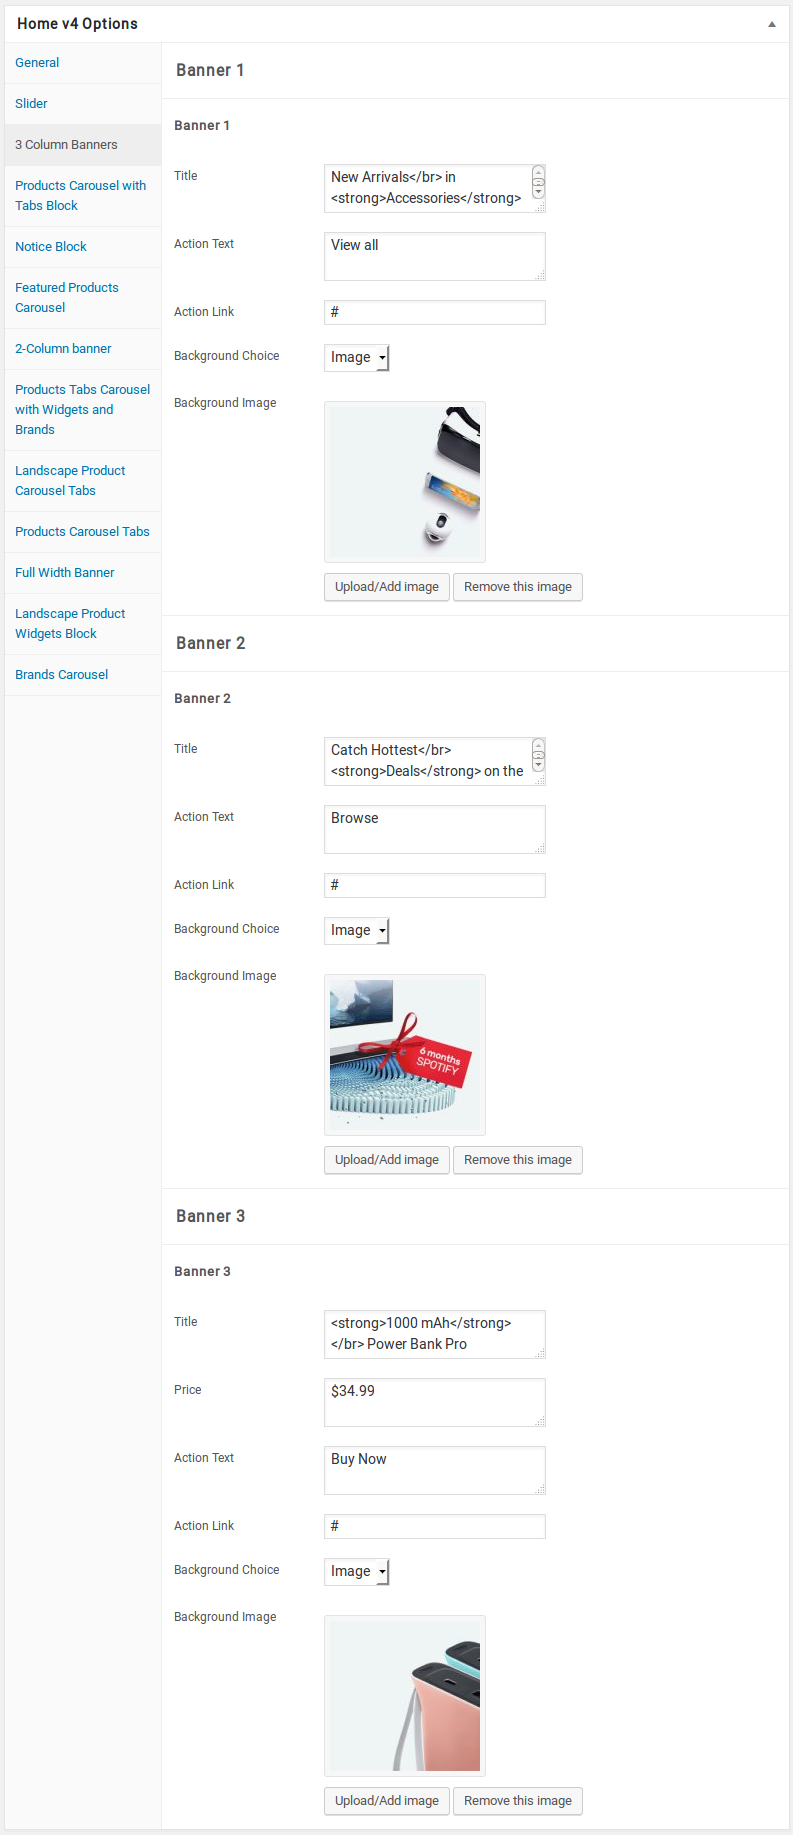 Home v4 Options
General
Slider
3 Column Banners
Products Carousel with
Tabs Block
Notice Block
Featured Products
Carousel
2-Column banner
Products Tabs Carousel
with Widgets and
Brands
Landscape Product
Carousel Tabs
Products Carousel Tabs
Full Width Banner
Landscape Product
Widgets Block
Brands Carousel
Banner 1
Banner 1
Title
New Arrivals</br> in
<strong>Accessories</strong>
Action Text
View all
Action Link
#
Background Choice
Image
Background Image
Upload/Add image
Remove this image
Banner 2
Banner 2
Title
Catch Hottest</br>
<strong>Deals</strong> on the
Action Text
Browse
Action Link
#
Background Choice
Image
Background Image
6 months
SPOTIFY
Upload/Add image
Remove this image
Banner 3
Banner 3
Title
<strong>1000 mAh</strong>
</br> Power Bank Pro
Price
$34.99
Action Text
Buy Now
Action Link
#
Background Choice
Image
Background Image
Upload/Add image
Remove this image